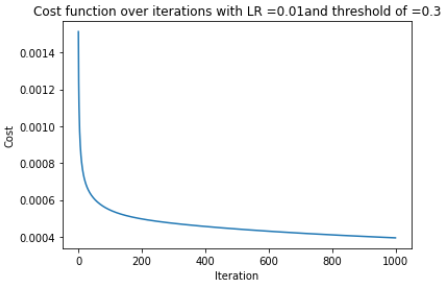 Cost function over iterations with LR =0.01and threshold of =0.3
0.0014
0.0012
0.0010
0.0008
0.0006
0.0004
Cost
0 200 400 600 800 1000
Iteration